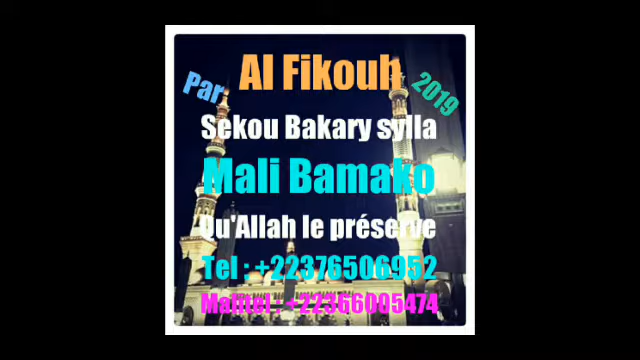 Al Fikouh
Par
2019
Sekou Bakary sylla
Mali Bamako
Qu'Allah le préserve
Tel : +22376506952
Malitel : +22366005474